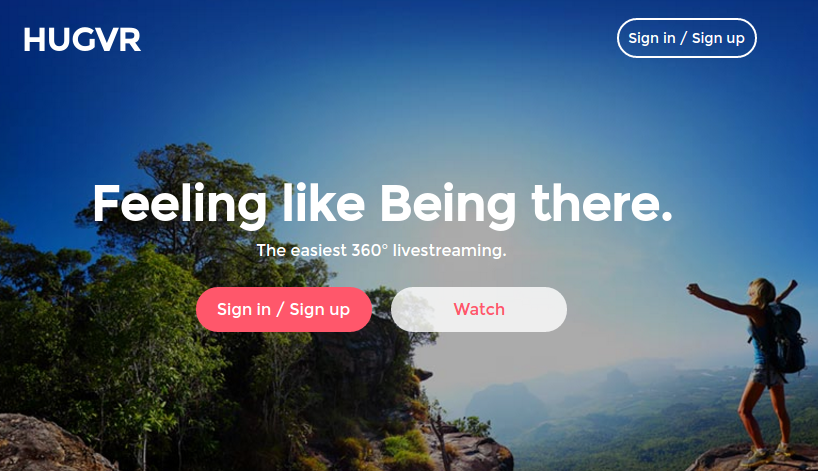 HUGVR
Sign in / Sign up
Feeling like Being there.
The easiest 360° livestreaming.
Sign in / Sign up
Watch